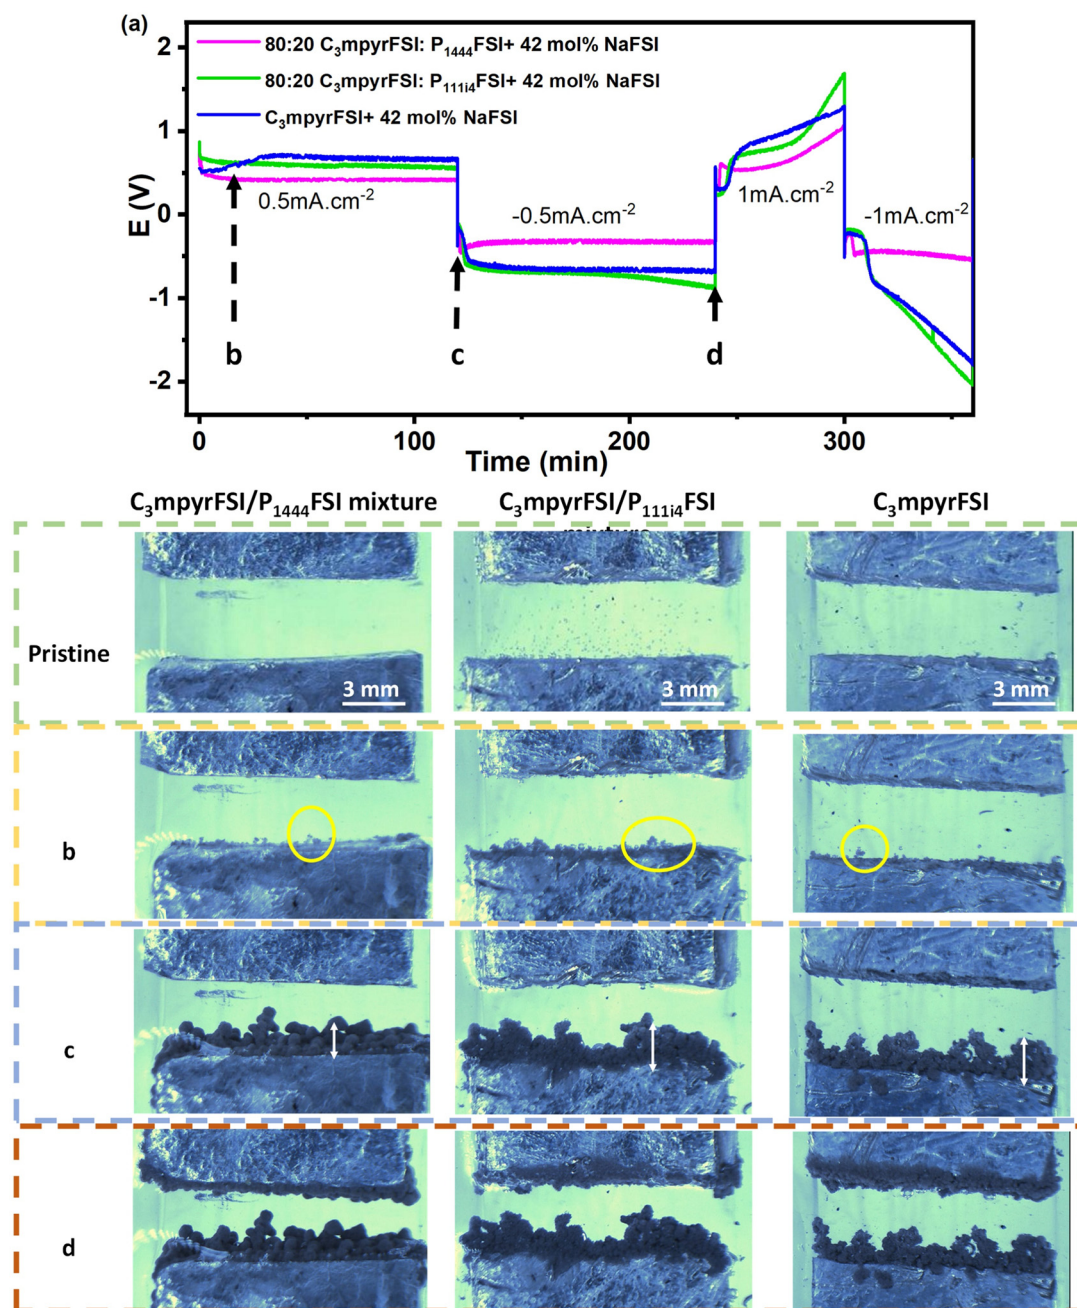 (a)
80:20 C₃mpyrFSI: P₁₄₄₄FSI+ 42 mol% NaFSI
80:20 C₃mpyrFSI: P₁₁₁ᵢ₄FSI+ 42 mol% NaFSI
C₃mpyrFSI+ 42 mol% NaFSI
E (V)
2
1
0
-1
-2
0.5mA.cm⁻²
-0.5mA.cm⁻²
1mA.cm⁻²
-1mA.cm⁻²
b
c
d
0
100
200
300
Time (min)
C₃mpyrFSI/P₁₄₄₄FSI mixture
C₃mpyrFSI/P₁₁₁ᵢ₄FSI
mixture
C₃mpyrFSI
Pristine
3 mm
3 mm
3 mm
b
c
d